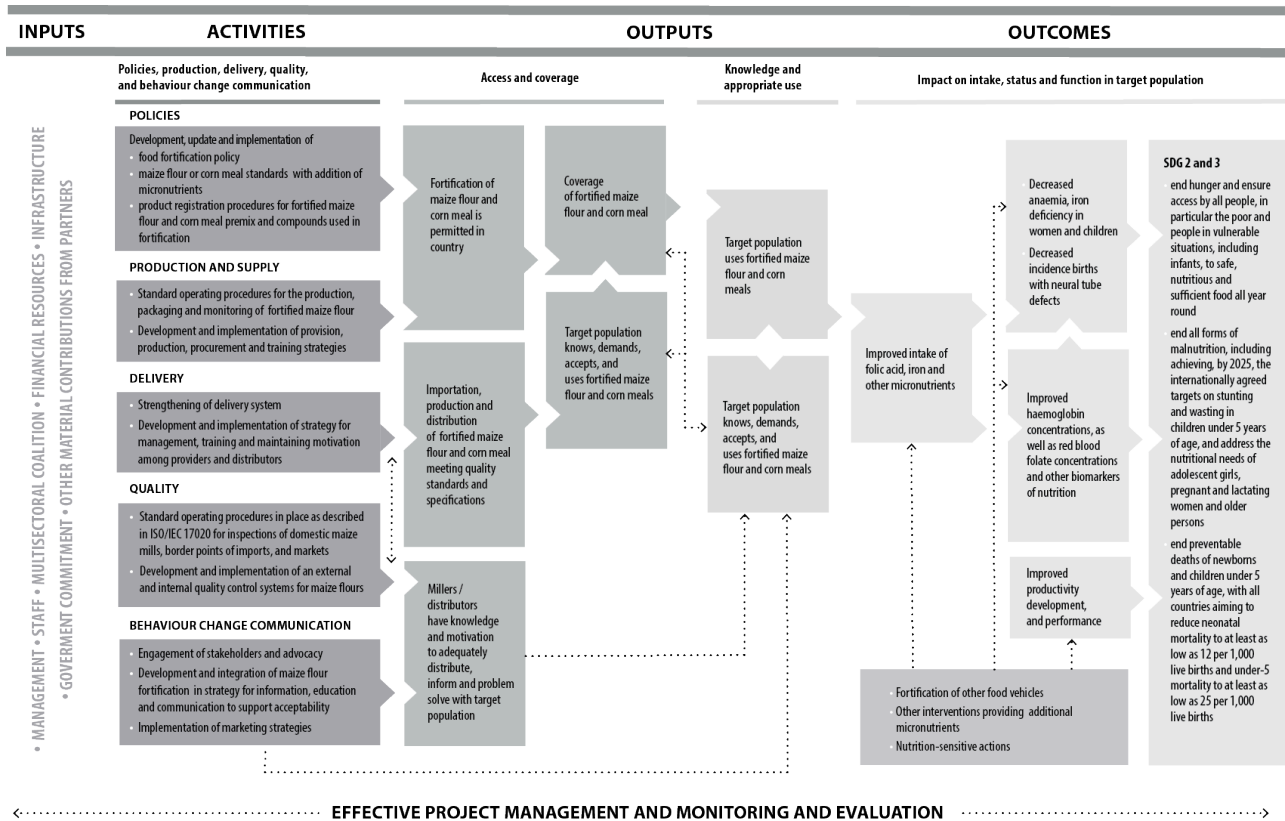 INPUTS
ACTIVITIES
OUTPUTS
OUTCOMES
Policies, production, delivery, quality,
and behaviour change communication
Access and coverage
Knowledge and
appropriate use
Impact on intake, status and function in target population
• MANAGEMENT • STAFF • MULTISECTORAL COALITION • FINANCIAL RESOURCES • INFRASTRUCTURE
• GOVERMENT COMMITMENT • OTHER MATERIAL CONTRIBUTIONS FROM PARTNERS
POLICIES
Development, update and implementation of
• food fortification policy
• maize flour or corn meal standards with addition of
micronutrients
• product registration procedures for fortified maize
flour and corn meal premix and compounds used in
fortification
PRODUCTION AND SUPPLY
• Standard operating procedures for the production,
packaging and monitoring of fortified maize flour
• Development and implementation of provision,
production, procurement and training strategies
DELIVERY
• Strengthening of delivery system
• Development and implementation of strategy for
management, training and maintaining motivation
among providers and distributors
QUALITY
• Standard operating procedures in place as described
in ISO/IEC 17020 for inspections of domestic maize
mills, border points of imports, and markets
• Development and implementation of an external
and internal quality control systems for maize flours
BEHAVIOUR CHANGE COMMUNICATION
• Engagement of stakeholders and advocacy
• Development and integration of maize flour
fortification in strategy for information, education
and communication to support acceptability
• Implementation of marketing strategies
Fortification of
maize flour and
corn meal is
permitted in
country
Importation,
production and
distribution
of fortified maize
flour and corn meal
meeting quality
standards and
specifications
Millers /
distributors
have knowledge
and motivation
to adequately
distribute,
inform and problem
solve with target
population
Coverage
of fortified maize
flour and corn meal
Target population
knows, demands,
accepts, and
uses fortified maize
flour and corn meals
Target population
uses fortified maize
flour and corn
meals
Target population
knows, demands,
accepts, and
uses fortified maize
flour and corn meals
Improved intake of
folic acid, iron and
other micronutrients
• Decreased
anaemia, iron
deficiency in
women and children
• Decreased
incidence births
with neural tube
defects
Improved
haemoglobin
concentrations, as
well as red blood
folate concentrations
and other biomarkers
of nutrition
Improved
productivity
development,
and performance
• Fortification of other food vehicles
• Other interventions providing additional
micronutrients
• Nutrition-sensitive actions
SDG 2 and 3
• end hunger and ensure
access by all people, in
particular the poor and
people in vulnerable
situations, including
infants, to safe,
nutritious and
sufficient food all year
round
• end all forms of
malnutrition, including
achieving, by 2025, the
internationally agreed
targets on stunting
and wasting in
children under 5 years
of age, and address the
nutritional needs of
adolescent girls,
pregnant and lactating
women and older
persons
• end preventable
deaths of newborns
and children under 5
years of age, with all
countries aiming to
reduce neonatal
mortality to at least as
low as 12 per 1,000
live births and under-5
mortality to at least as
low as 25 per 1,000
live births
EFFECTIVE PROJECT MANAGEMENT AND MONITORING AND EVALUATION